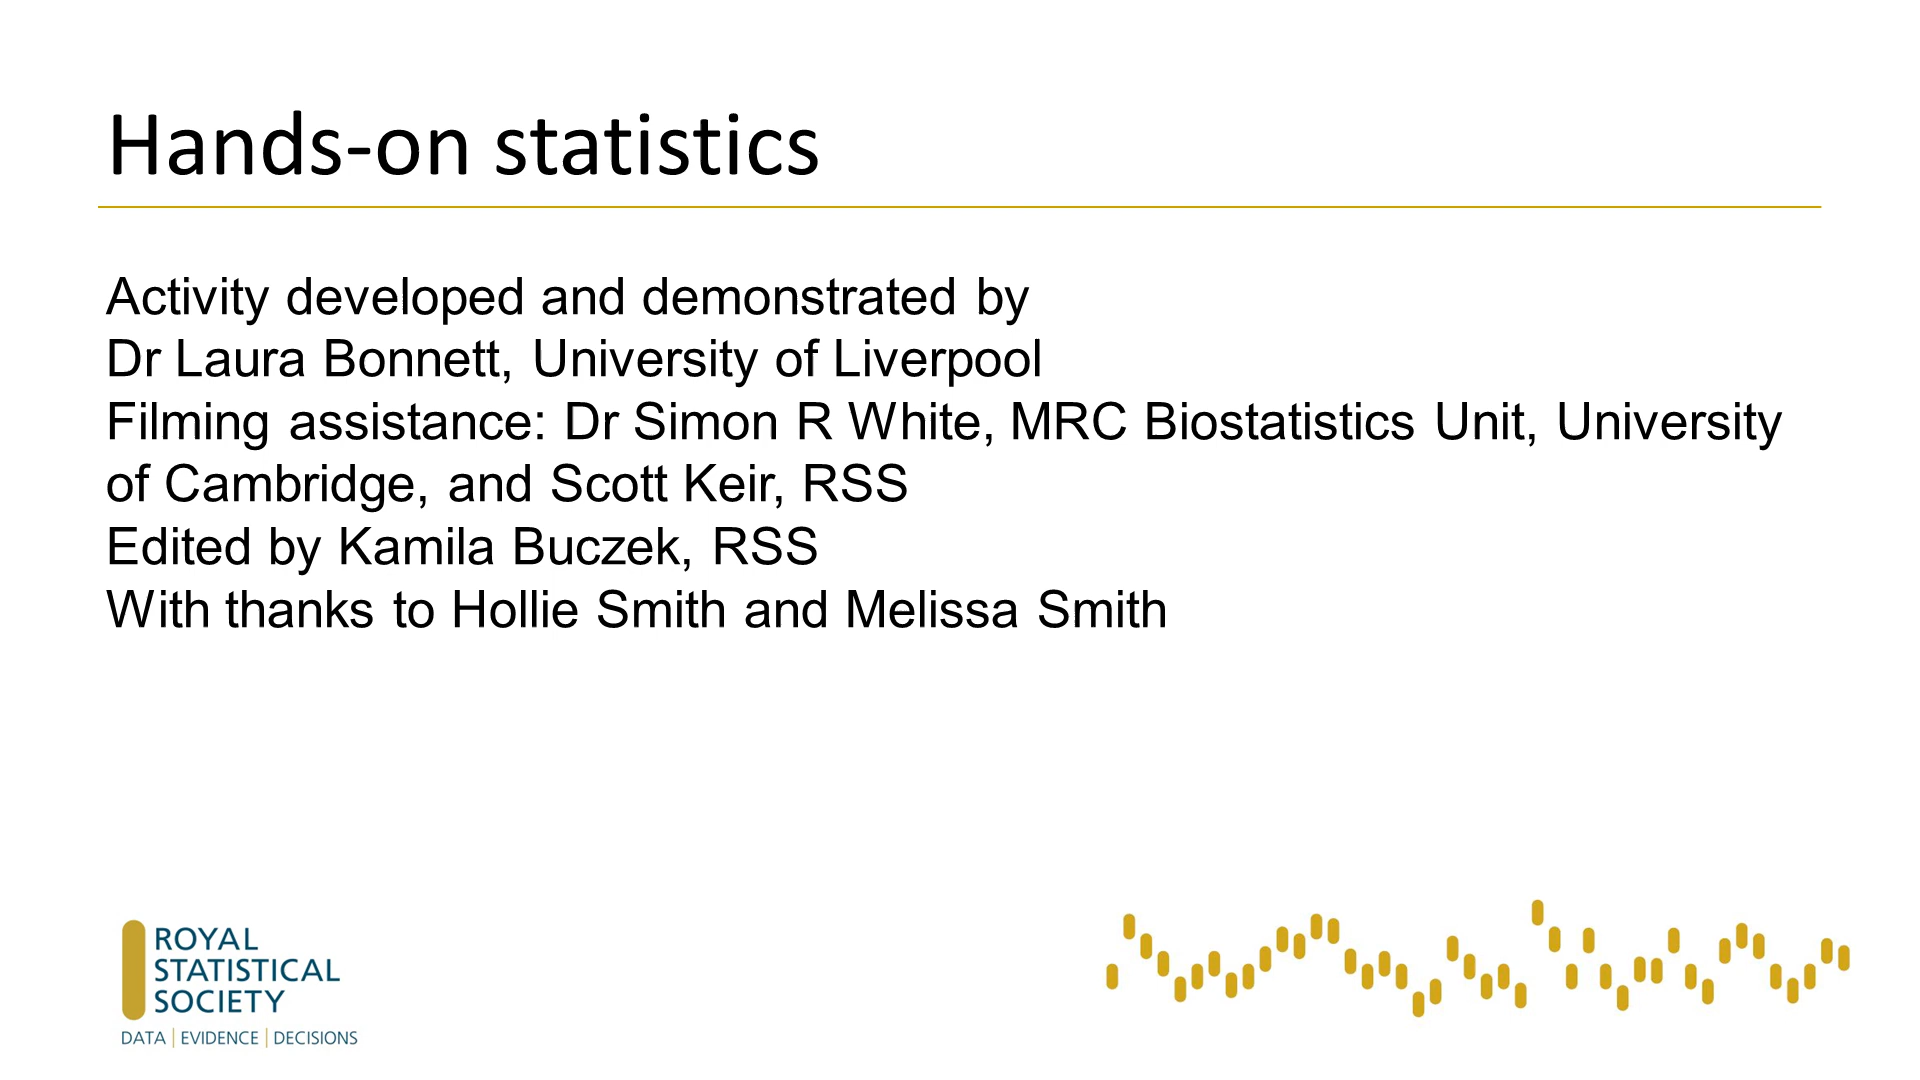 Hands-on statistics
Activity developed and demonstrated by
Dr Laura Bonnett, University of Liverpool
Filming assistance: Dr Simon R White, MRC Biostatistics Unit, University
of Cambridge, and Scott Keir, RSS
Edited by Kamila Buczek, RSS
With thanks to Hollie Smith and Melissa Smith
ROYAL
STATISTICAL
SOCIETY
DATA | EVIDENCE | DECISIONS